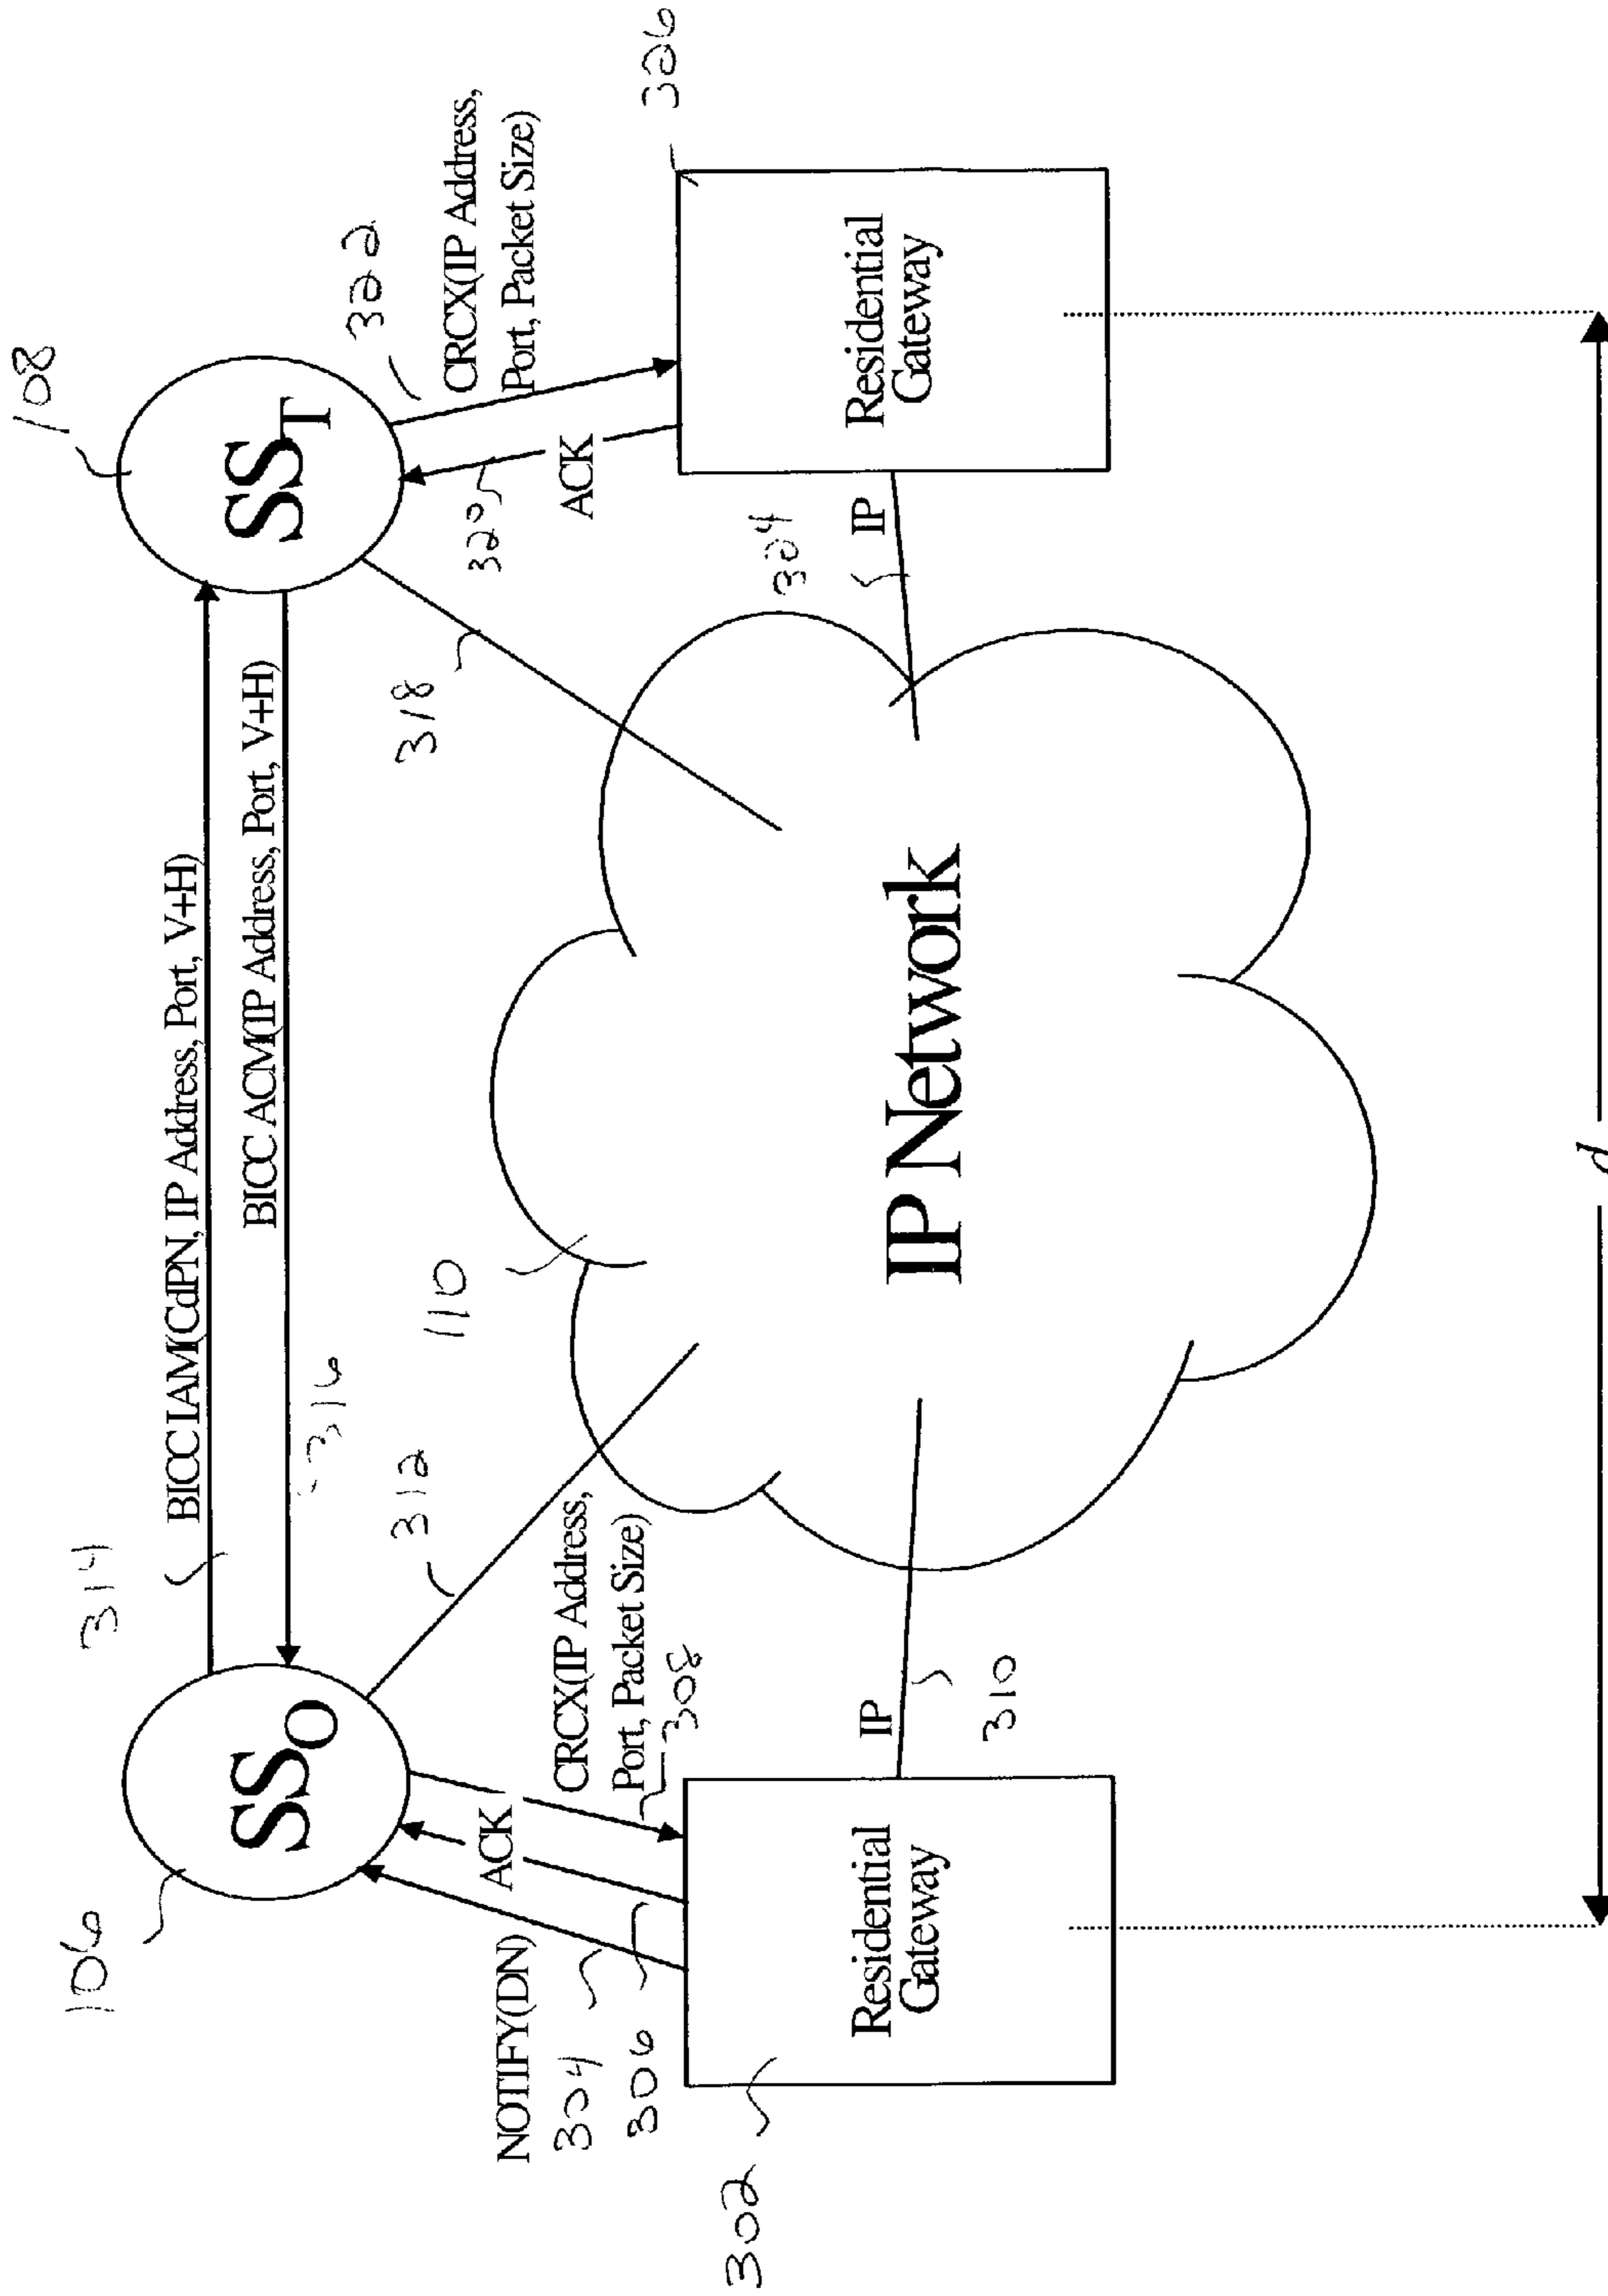 108
314
BICC IAM(CdPN, IP Address, Port, V+H)
BICC ACM(IP Address, Port, V+H)
316
106
SSO
SST
322
CRCX(IP Address,
Port, Packet Size)
320
ACK
318
312
110
NOTIFY(DN)
304
306
ACK
CRCX(IP Address,
Port, Packet Size)
308
326
324
IP
302
Residential
Gateway
IP
310
IP Network
Residential
Gateway
d